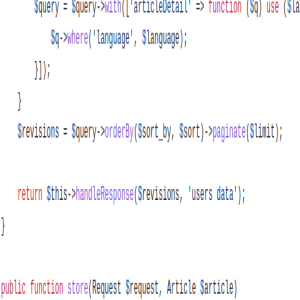 $query = $query->with(['articleDetail' => function ($q) use ($la
$q->where('language', $language);
}]);
}
$revisions = $query->orderBy($sort_by, $sort)->paginate($limit);
return $this->handleResponse($revisions, 'users data');
}
public function store(Request $request, Article $article)